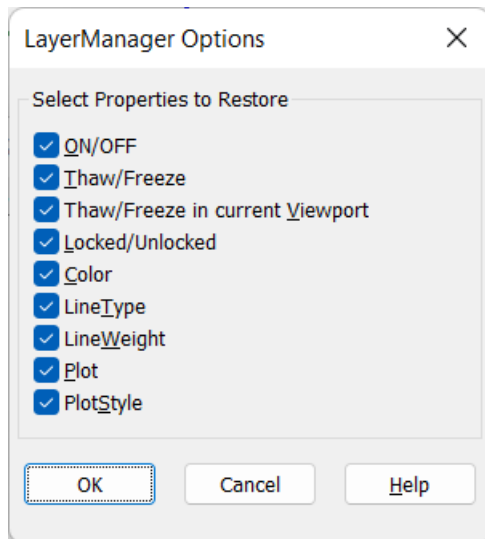 LayerManager Options
Select Properties to Restore
ON/OFF
Thaw/Freeze
Thaw/Freeze in current Viewport
Locked/Unlocked
Color
LineType
LineWeight
Plot
PlotStyle
OK Cancel Help